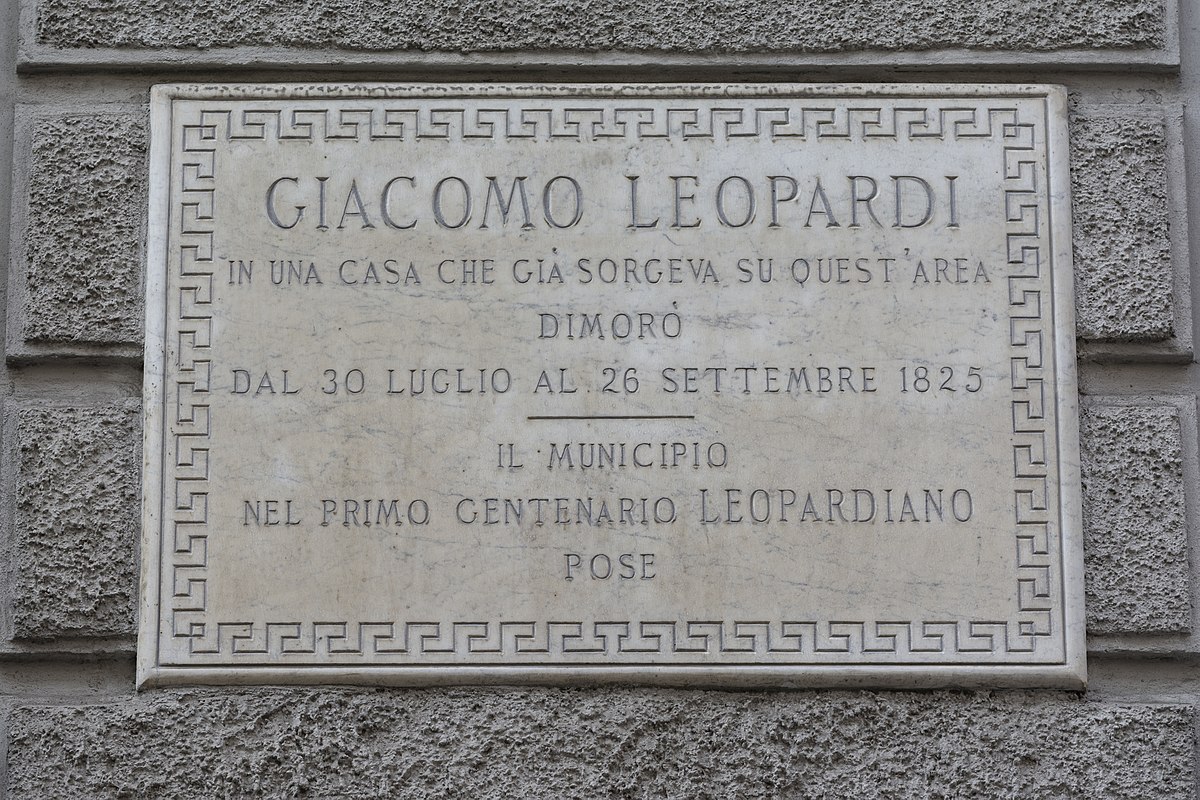 GIACOMO LEOPARDI
IN UNA CASA CHE GIÀ SORGEVA SU QUEST'AREA
DIMORÒ
DAL 30 LUGLIO AL 26 SETTEMBRE 1825
IL MUNICIPIO
NEL PRIMO CENTENARIO LEOPARDIANO
POSE